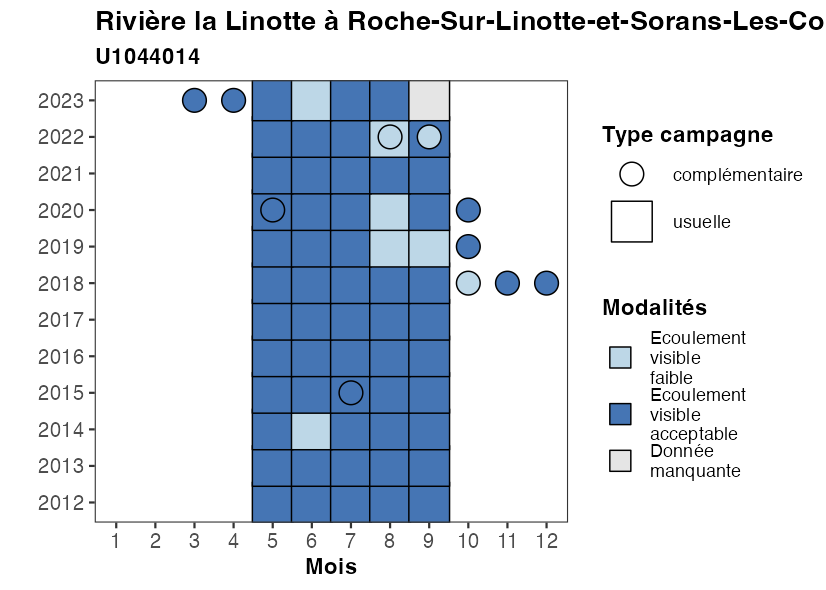 Rivière la Linotte à Roche-Sur-Linotte-et-Sorans-Les-Co
U1044014
2023
2022
2021
2020
2019
2018
2017
2016
2015
2014
2013
2012
1 2 3 4 5 6 7 8 9 10 11 12
Mois
Type campagne
complémentaire
usuelle
Modalités
Ecoulement
visible
faible
Ecoulement
visible
acceptable
Donnée
manquante